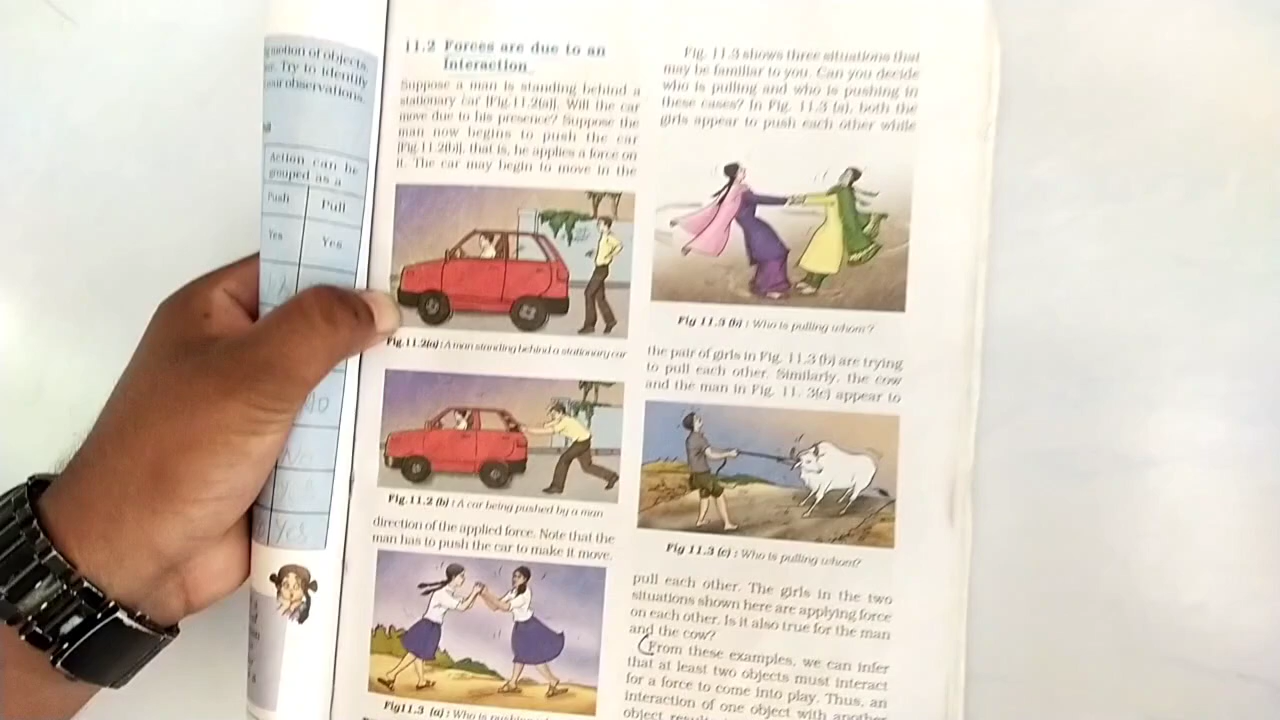 motion of objects.
Try to identify
observations.
Action can be
grouped as a
Push Pull
Yes Yes
No
Yes
11.2 Forces are due to an
Interaction
Suppose a man is standing behind a
stationary car [Fig.11.2(a)]. Will the car
move due to his presence? Suppose the
man now begins to push the car
[Fig.11.2(b)], that is, he applies a force on
it. The car may begin to move in the
Fig.11.2(a) : A man standing behind a stationary car
Fig.11.2 (b) : A car being pushed by a man
direction of the applied force. Note that the
man has to push the car to make it move.
Fig11.3 (a) : Who is
Fig. 11.3 shows three situations that
may be familiar to you. Can you decide
who is pulling and who is pushing in
these cases? In Fig. 11.3 (a), both the
girls appear to push each other while
Fig 11.3 (b) : Who is pulling whom?
the pair of girls in Fig. 11.3 (b) are trying
to pull each other. Similarly, the cow
and the man in Fig. 11. 3(c) appear to
Fig 11.3 (c) : Who is pulling whom?
pull each other. The girls in the two
situations shown here are applying force
on each other. Is it also true for the man
and the cow?
From these examples, we can infer
that at least two objects must interact
for a force to come into play. Thus, an
interaction of one object with another
object